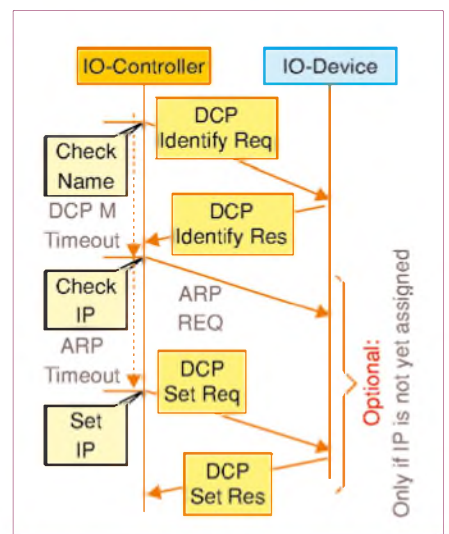 IO-Controller
IO-Device
DCP
Identify Req
Check
Name
DCP M
Timeout
DCP
Identify Res
Check
IP
ARP
REQ
ARP
Timeout
DCP
Set Req
Set
IP
DCP
Set Res
Optional:
Only if IP is not yet assigned